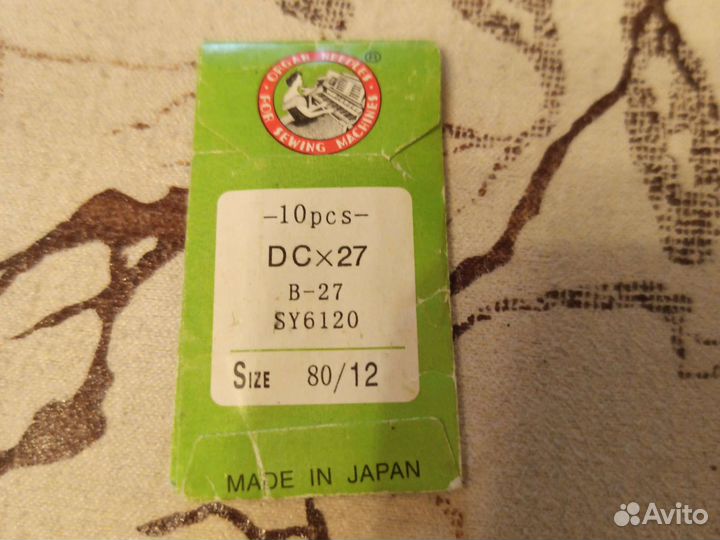 • ORGAN NEEDLES •
FOR SEWING MACHINES
®
-10pcs-
DC×27
B-27
SY6120
SIZE 80/12
MADE IN JAPAN
Avito